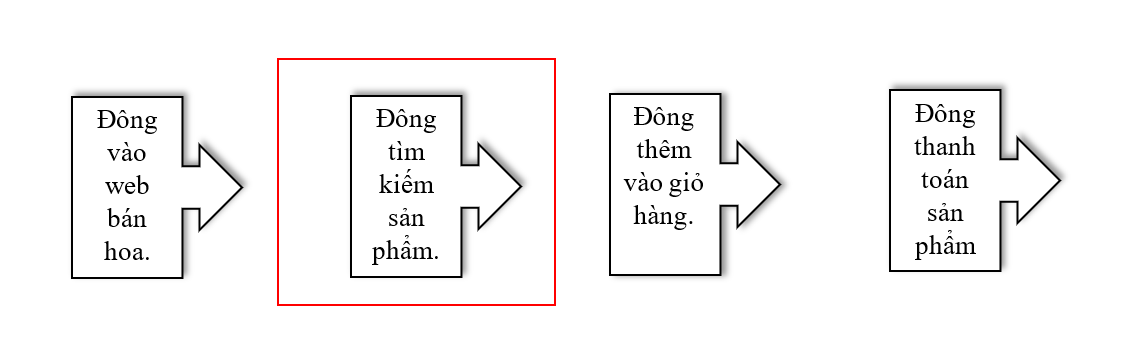 Đông
vào
web
bán
hoa.
Đông
tìm
kiếm
sản
phẩm.
Đông
thêm
vào giỏ
hàng.
Đông
thanh
toán
sản
phẩm